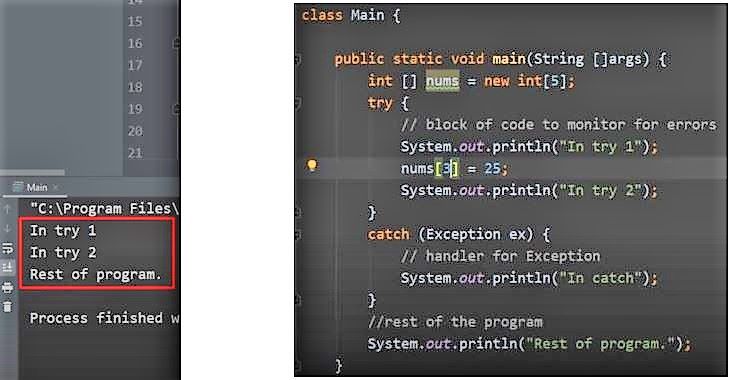 14
15
16
17
18
19
20
21
Main ×
"C:\Program Files\
In try 1
In try 2
Rest of program.
Process finished w
class Main {
public static void main(String []args) {
int [] nums = new int[5];
try {
// block of code to monitor for errors
System.out.println("In try 1");
nums[3] = 25;
System.out.println("In try 2");
}
catch (Exception ex) {
// handler for Exception
System.out.println("In catch");
}
//rest of the program
System.out.println("Rest of program.");
}